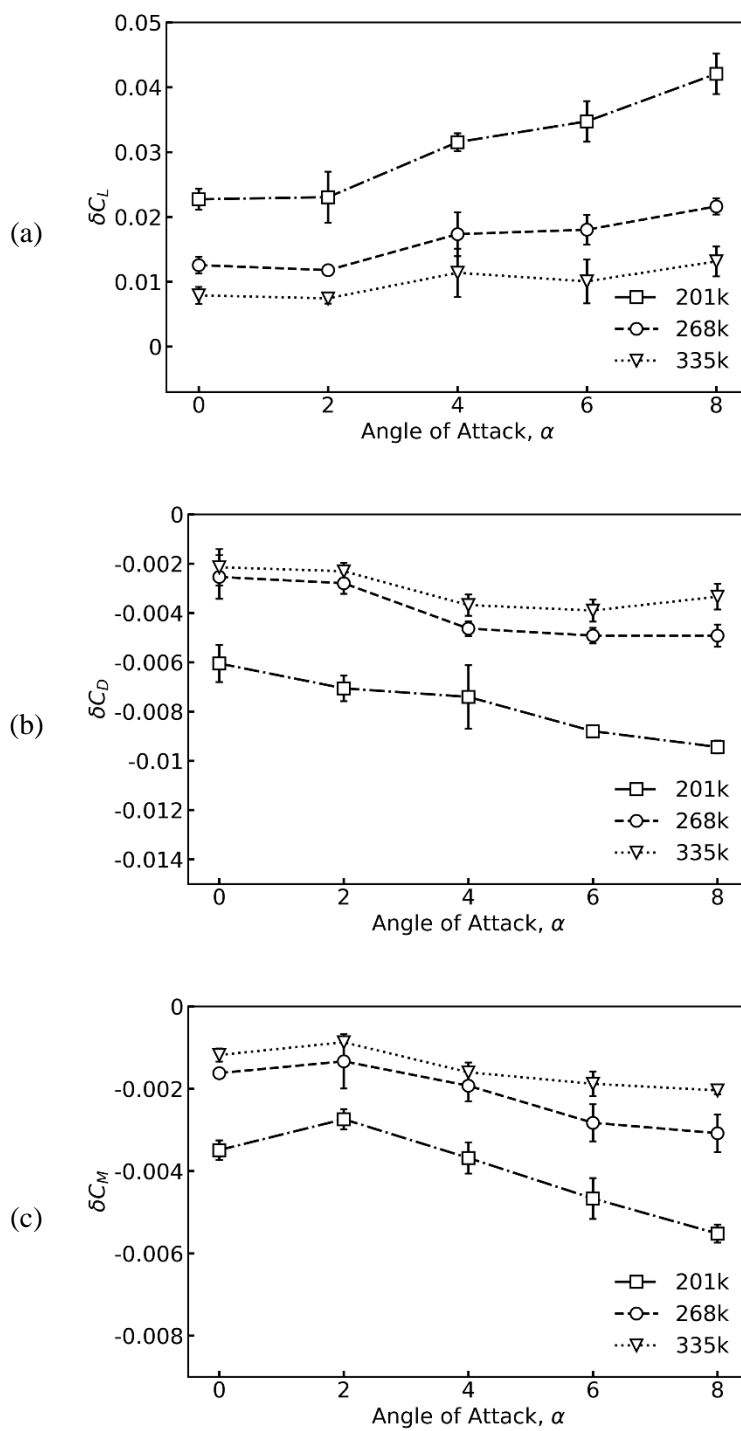 (a)
δC_L
0.05
0.04
0.03
0.02
0.01
0
201k
268k
335k
0 2 4 6 8
Angle of Attack, α
(b)
δC_D
0
-0.002
-0.004
-0.006
-0.008
-0.01
-0.012
-0.014
201k
268k
335k
0 2 4 6 8
Angle of Attack, α
(c)
δC_M
0
-0.002
-0.004
-0.006
-0.008
201k
268k
335k
0 2 4 6 8
Angle of Attack, α